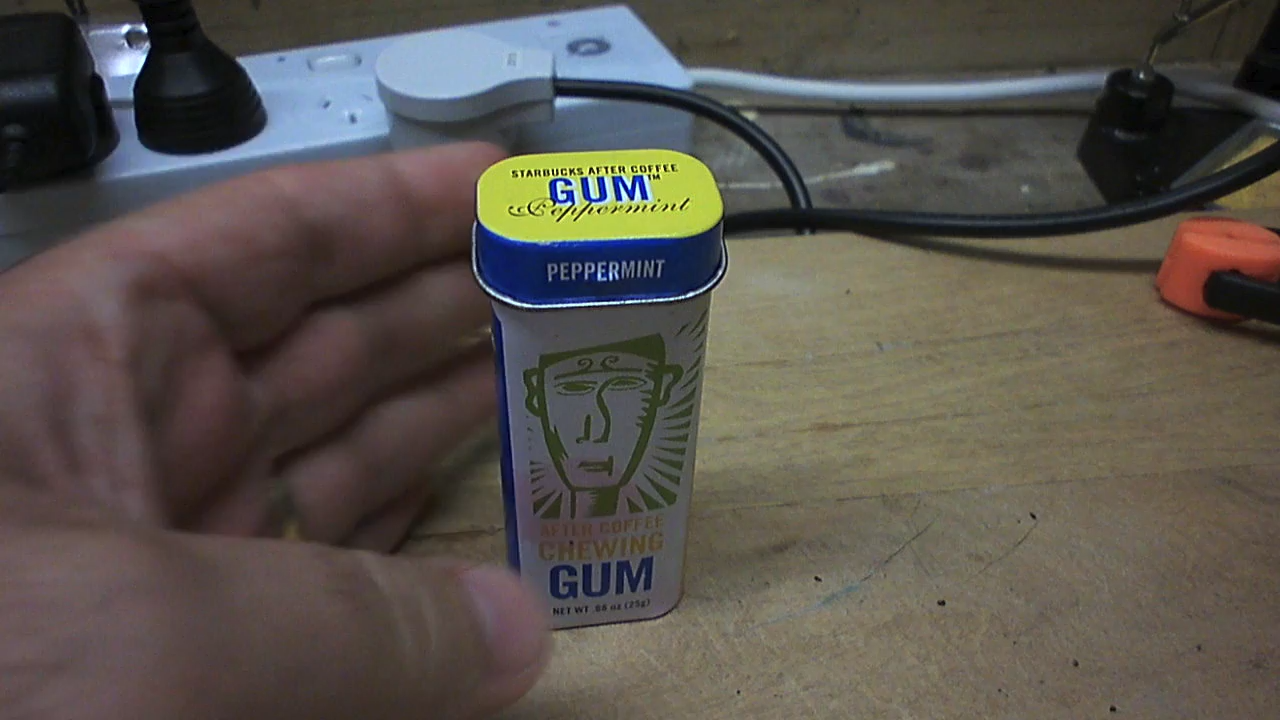 STARBUCKS AFTER COFFEE
GUM™
Peppermint
PEPPERMINT
AFTER COFFEE
CHEWING
GUM
NET WT .88 oz (25g)